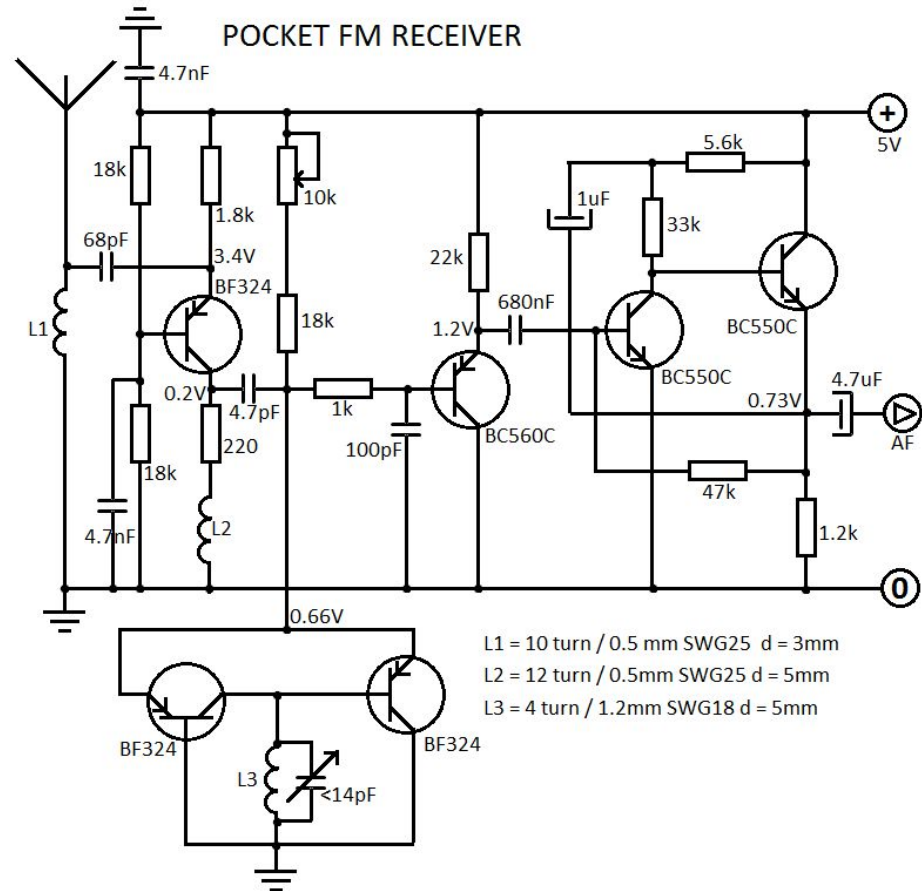 POCKET FM RECEIVER
4.7nF
+
5V
18k
1.8k
10k
5.6k
1uF
33k
68pF
3.4V
BF324
22k
680nF
L1
18k
1.2V
BC550C
BC550C
0.2V
4.7pF
1k
BC560C
0.73V
4.7uF
AF
18k
220
100pF
47k
4.7nF
L2
1.2k
0
0.66V
L1 = 10 turn / 0.5 mm SWG25 d = 3mm
L2 = 12 turn / 0.5mm SWG25 d = 5mm
L3 = 4 turn / 1.2mm SWG18 d = 5mm
BF324
BF324
L3
<14pF